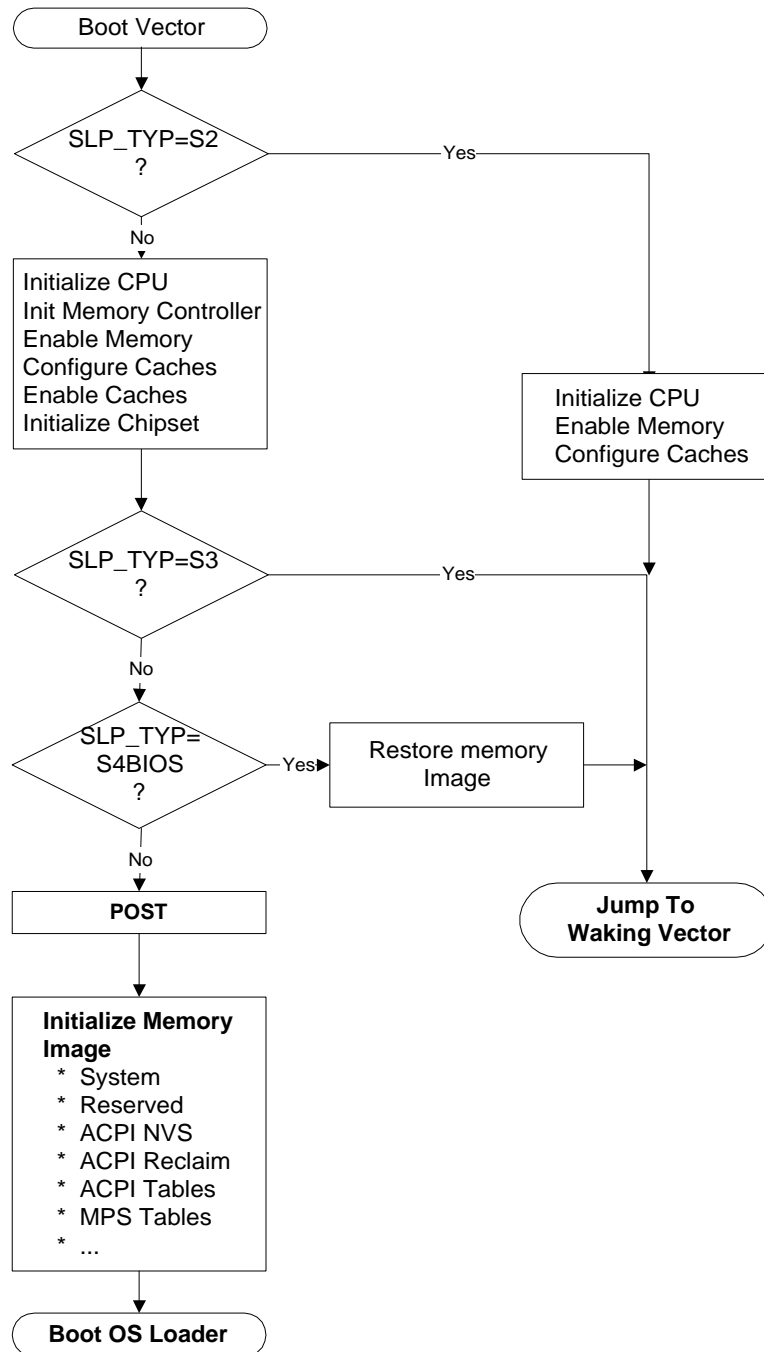 Boot Vector
SLP_TYP=S2
?
Yes
No
Initialize CPU
Init Memory Controller
Enable Memory
Configure Caches
Enable Caches
Initialize Chipset
Initialize CPU
Enable Memory
Configure Caches
SLP_TYP=S3
?
Yes
No
SLP_TYP=
S4BIOS
?
Yes
Restore memory
Image
No
POST
Jump To
Waking Vector
Initialize Memory
Image
* System
* Reserved
* ACPI NVS
* ACPI Reclaim
* ACPI Tables
* MPS Tables
* ...
Boot OS Loader